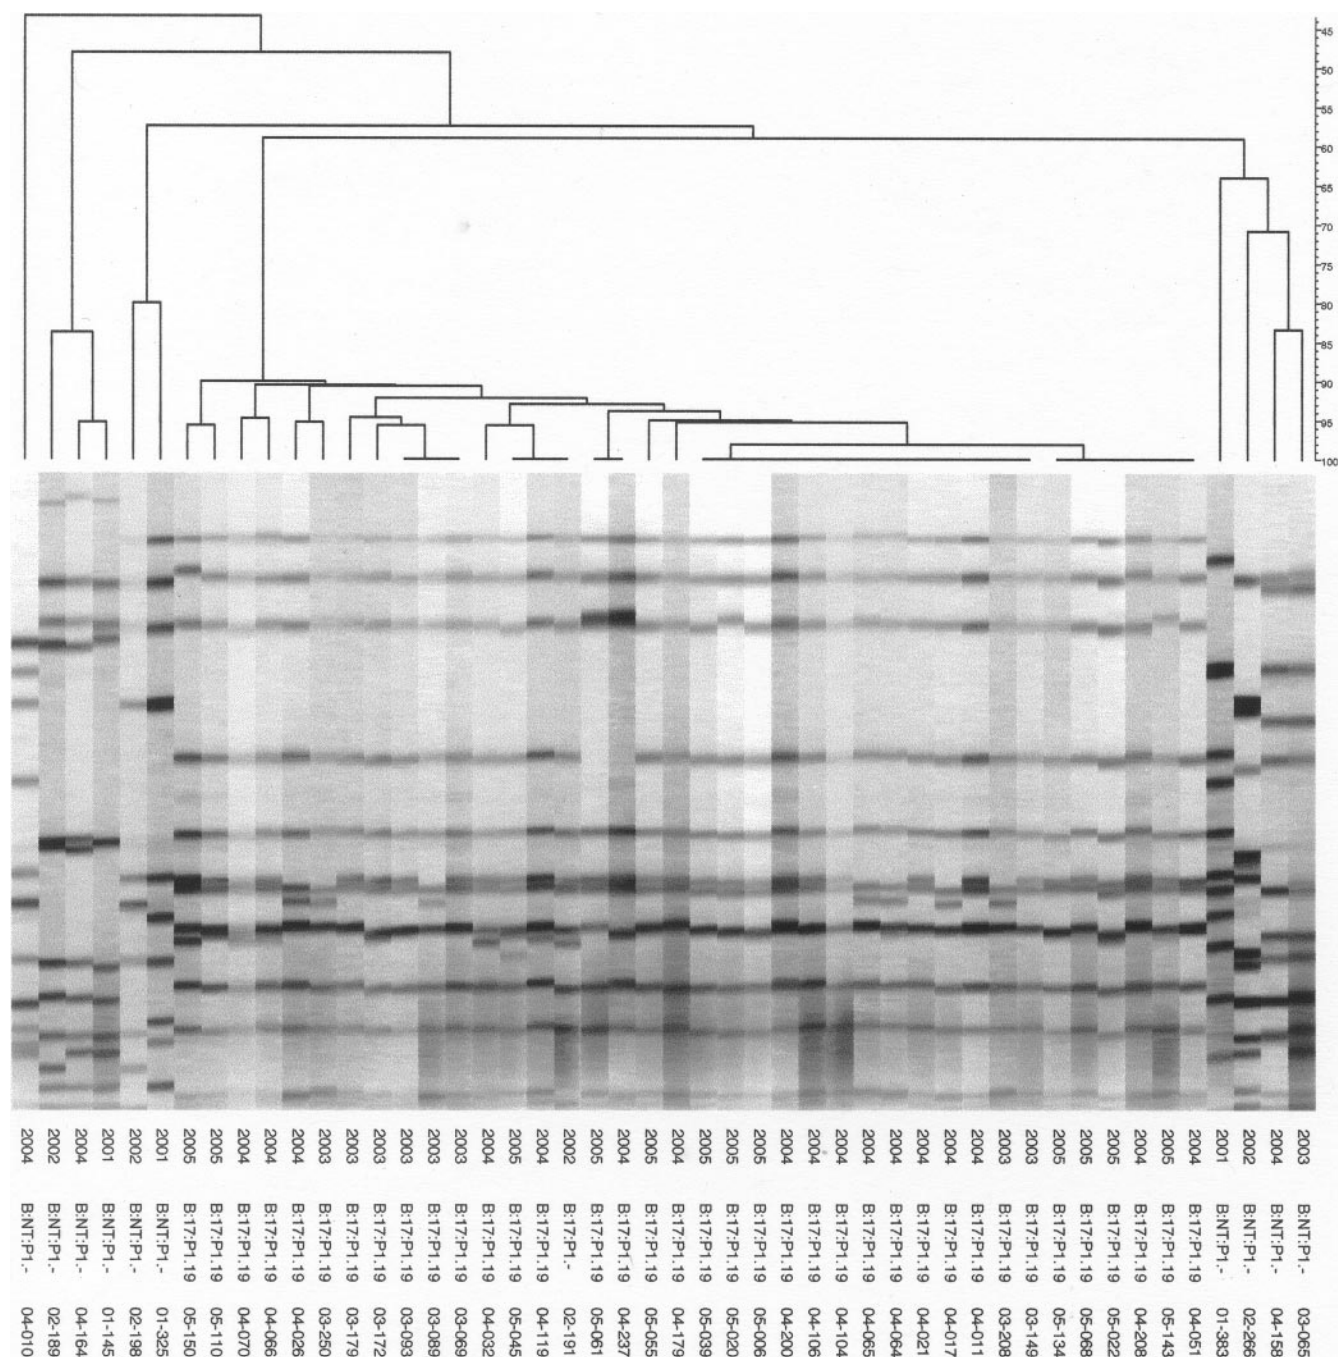 45
50
55
60
65
70
75
80
85
90
95
100
2004 B:NT:P1.- 04-010
2002 B:NT:P1.- 02-189
2004 B:NT:P1.- 04-164
2001 B:NT:P1.- 01-145
2002 B:NT:P1.- 02-198
2001 B:NT:P1.- 01-325
2005 B:17:P1.19 05-150
2005 B:17:P1.19 05-110
2004 B:17:P1.19 04-070
2004 B:17:P1.19 04-066
2004 B:17:P1.19 04-026
2003 B:17:P1.19 03-250
2003 B:17:P1.19 03-179
2003 B:17:P1.19 03-172
2003 B:17:P1.19 03-093
2003 B:17:P1.19 03-089
2003 B:17:P1.19 03-069
2004 B:17:P1.19 04-032
2005 B:17:P1.19 05-045
2004 B:17:P1.19 04-119
2002 B:17:P1.- 02-191
2005 B:17:P1.19 05-061
2004 B:17:P1.19 04-237
2005 B:17:P1.19 05-055
2004 B:17:P1.19 04-179
2005 B:17:P1.19 05-039
2005 B:17:P1.19 05-020
2005 B:17:P1.19 05-006
2004 B:17:P1.19 04-200
2004 B:17:P1.19 04-106
2004 B:17:P1.19 04-104
2004 B:17:P1.19 04-065
2004 B:17:P1.19 04-064
2004 B:17:P1.19 04-021
2004 B:17:P1.19 04-017
2004 B:17:P1.19 04-011
2003 B:17:P1.19 03-208
2003 B:17:P1.19 03-149
2005 B:17:P1.19 05-134
2005 B:17:P1.19 05-068
2005 B:17:P1.19 05-022
2004 B:17:P1.19 04-208
2005 B:17:P1.19 05-143
2004 B:17:P1.19 04-051
2001 B:NT:P1.- 01-383
2002 B:NT:P1.- 02-266
2004 B:NT:P1.- 04-158
2003 B:NT:P1.- 03-065